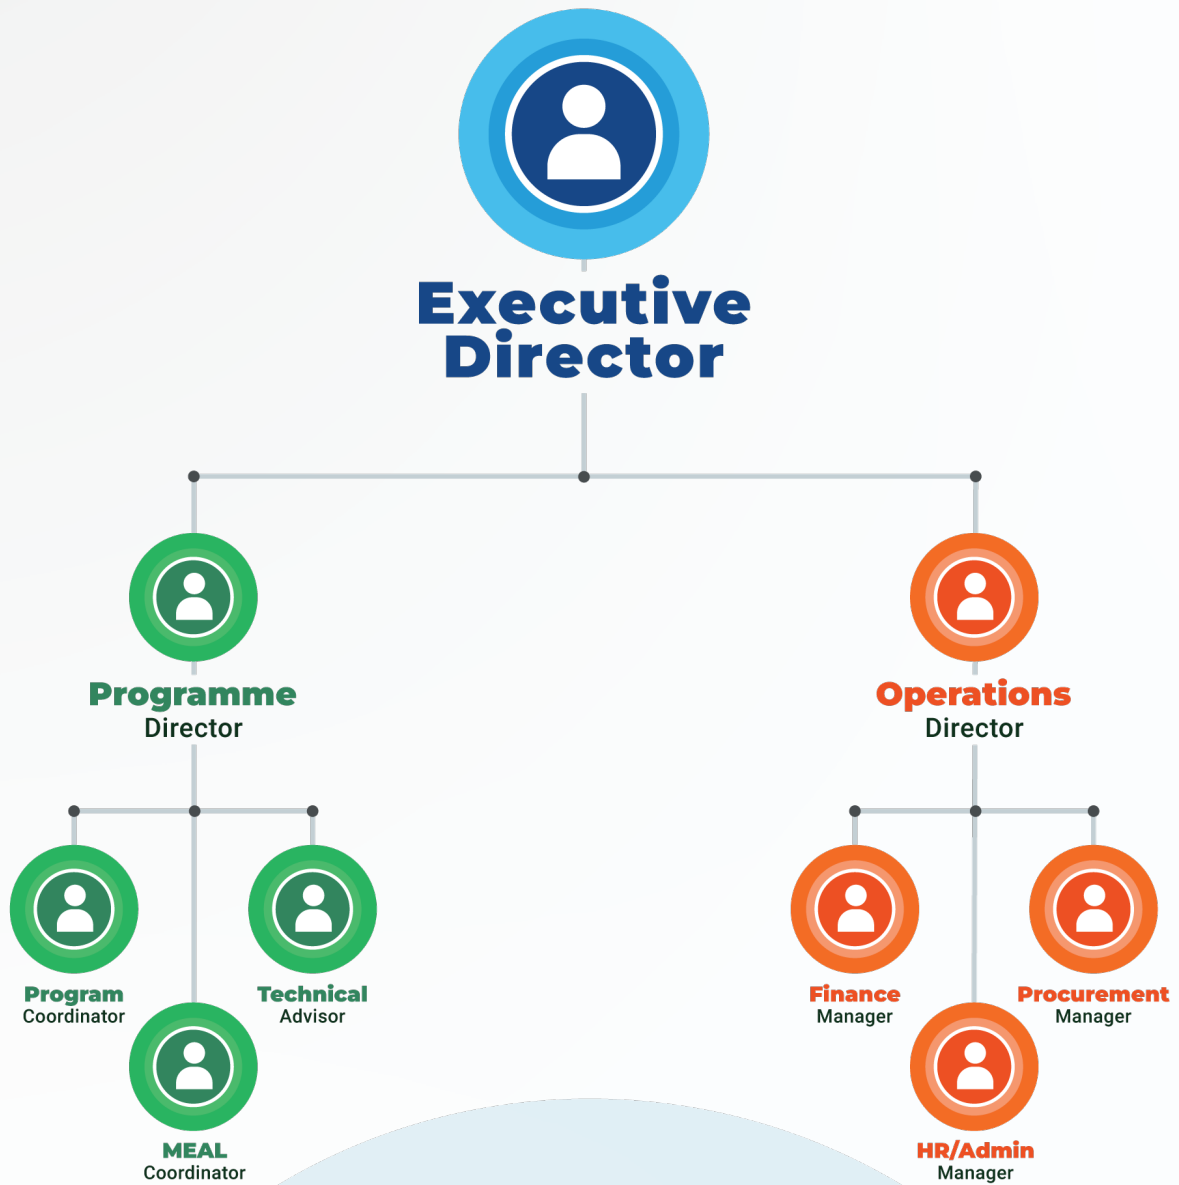 Executive
Director
Programme
Director
Operations
Director
Program
Coordinator
Technical
Advisor
MEAL
Coordinator
Finance
Manager
Procurement
Manager
HR/Admin
Manager